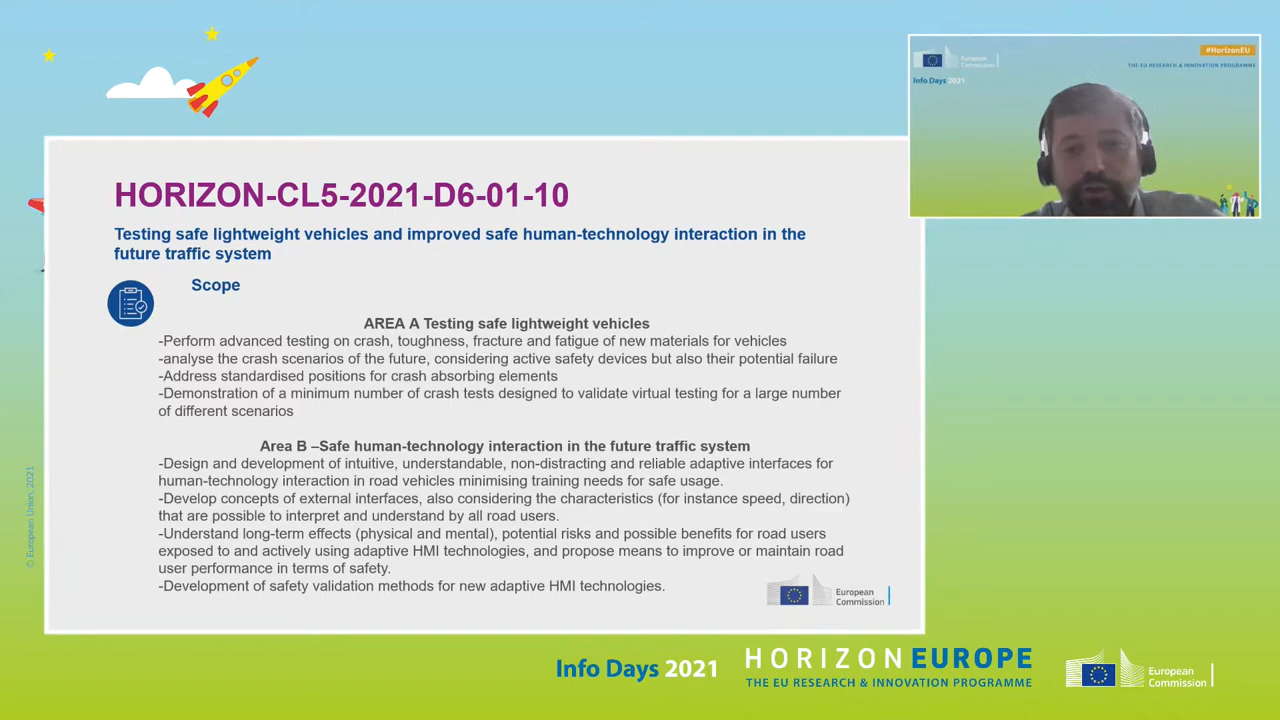 European
Commission
#HorizonEU
THE EU RESEARCH & INNOVATION PROGRAMME
Info Days 2021
HORIZON-CL5-2021-D6-01-10
Testing safe lightweight vehicles and improved safe human-technology interaction in the
future traffic system
Scope
AREA A Testing safe lightweight vehicles
-Perform advanced testing on crash, toughness, fracture and fatigue of new materials for vehicles
-analyse the crash scenarios of the future, considering active safety devices but also their potential failure
-Address standardised positions for crash absorbing elements
-Demonstration of a minimum number of crash tests designed to validate virtual testing for a large number
of different scenarios
Area B –Safe human-technology interaction in the future traffic system
-Design and development of intuitive, understandable, non-distracting and reliable adaptive interfaces for
human-technology interaction in road vehicles minimising training needs for safe usage.
-Develop concepts of external interfaces, also considering the characteristics (for instance speed, direction)
that are possible to interpret and understand by all road users.
-Understand long-term effects (physical and mental), potential risks and possible benefits for road users
exposed to and actively using adaptive HMI technologies, and propose means to improve or maintain road
user performance in terms of safety.
-Development of safety validation methods for new adaptive HMI technologies.
European
Commission
© European Union, 2021
Info Days 2021
HORIZON EUROPE
THE EU RESEARCH & INNOVATION PROGRAMME
European
Commission